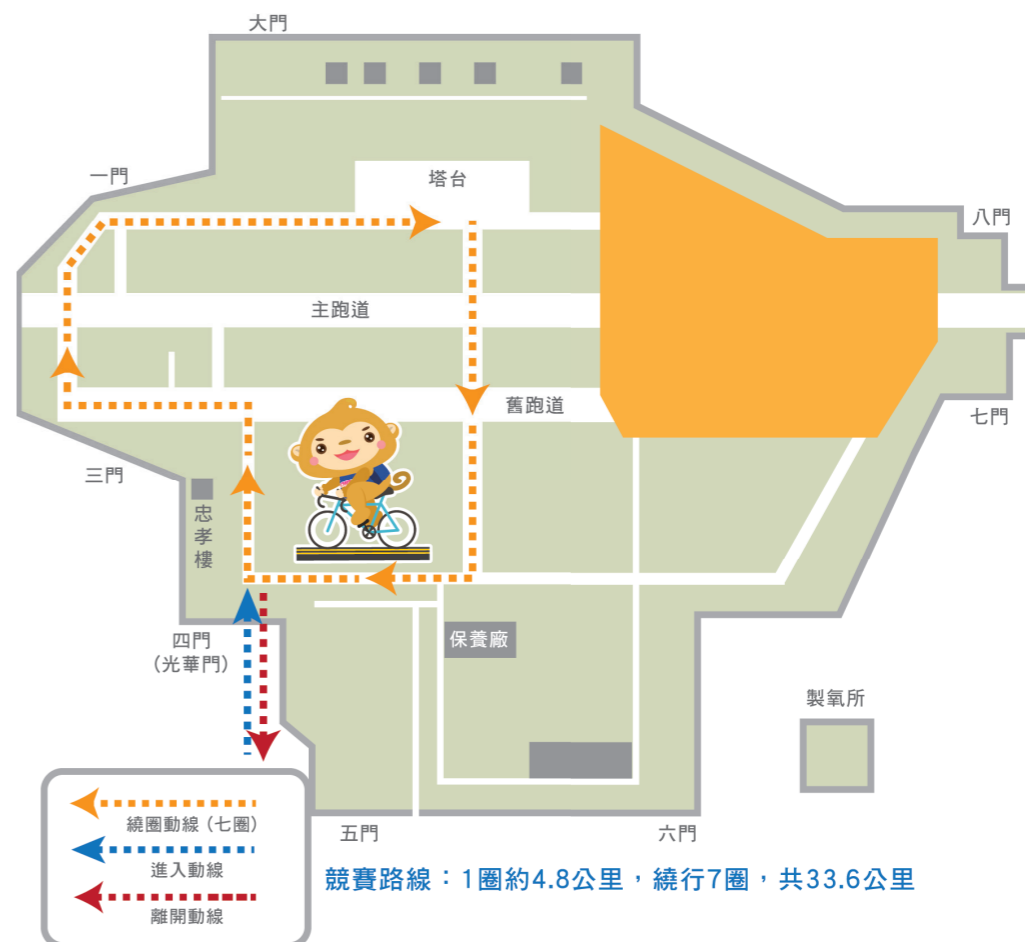 大門
一門
塔台
八門
主跑道
舊跑道
七門
三門
忠孝樓
四門
(光華門)
保養廠
製氧所
繞圈動線 (七圈)
進入動線
離開動線
五門
六門
競賽路線：1圈約4.8公里，繞行7圈，共33.6公里